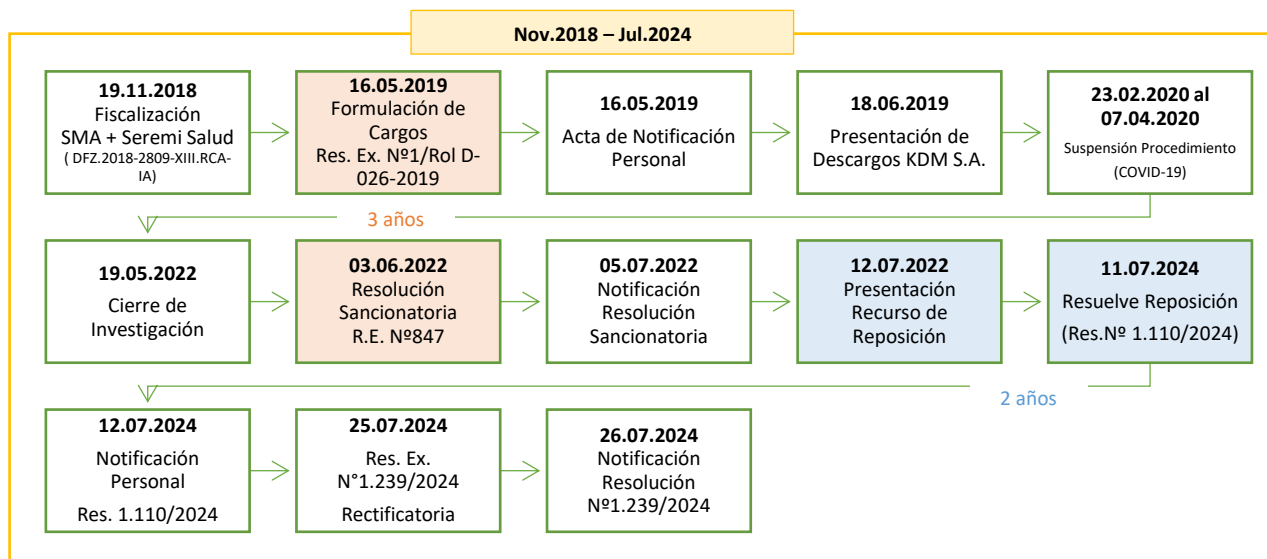 Nov.2018 – Jul.2024
19.11.2018
Fiscalización
SMA + Seremi Salud
( DFZ.2018-2809-XIII.RCA-
IA)
16.05.2019
Formulación de
Cargos
Res. Ex. Nº1/Rol D-
026-2019
16.05.2019
Acta de Notificación
Personal
18.06.2019
Presentación de
Descargos KDM S.A.
23.02.2020 al
07.04.2020
Suspensión Procedimiento
(COVID-19)
3 años
19.05.2022
Cierre de
Investigación
03.06.2022
Resolución
Sancionatoria
R.E. Nº847
05.07.2022
Notificación
Resolución
Sancionatoria
12.07.2022
Presentación
Recurso de
Reposición
11.07.2024
Resuelve Reposición
(Res.Nº 1.110/2024)
2 años
12.07.2024
Notificación
Personal
Res. 1.110/2024
25.07.2024
Res. Ex.
N°1.239/2024
Rectificatoria
26.07.2024
Notificación
Resolución
Nº1.239/2024